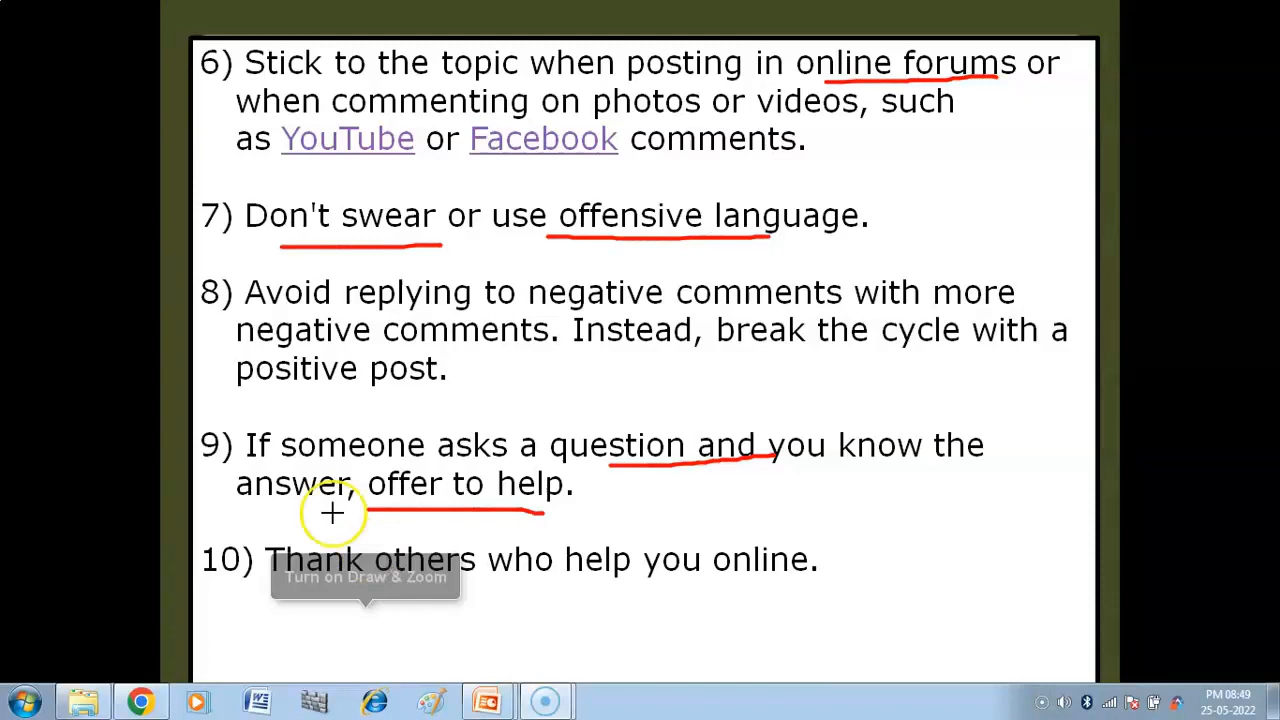 6) Stick to the topic when posting in online forums or
when commenting on photos or videos, such
as YouTube or Facebook comments.
7) Don't swear or use offensive language.
8) Avoid replying to negative comments with more
negative comments. Instead, break the cycle with a
positive post.
9) If someone asks a question and you know the
answer, offer to help.
10) Thank others who help you online.
Turn on Draw & Zoom
PM 08:49
25-05-2022